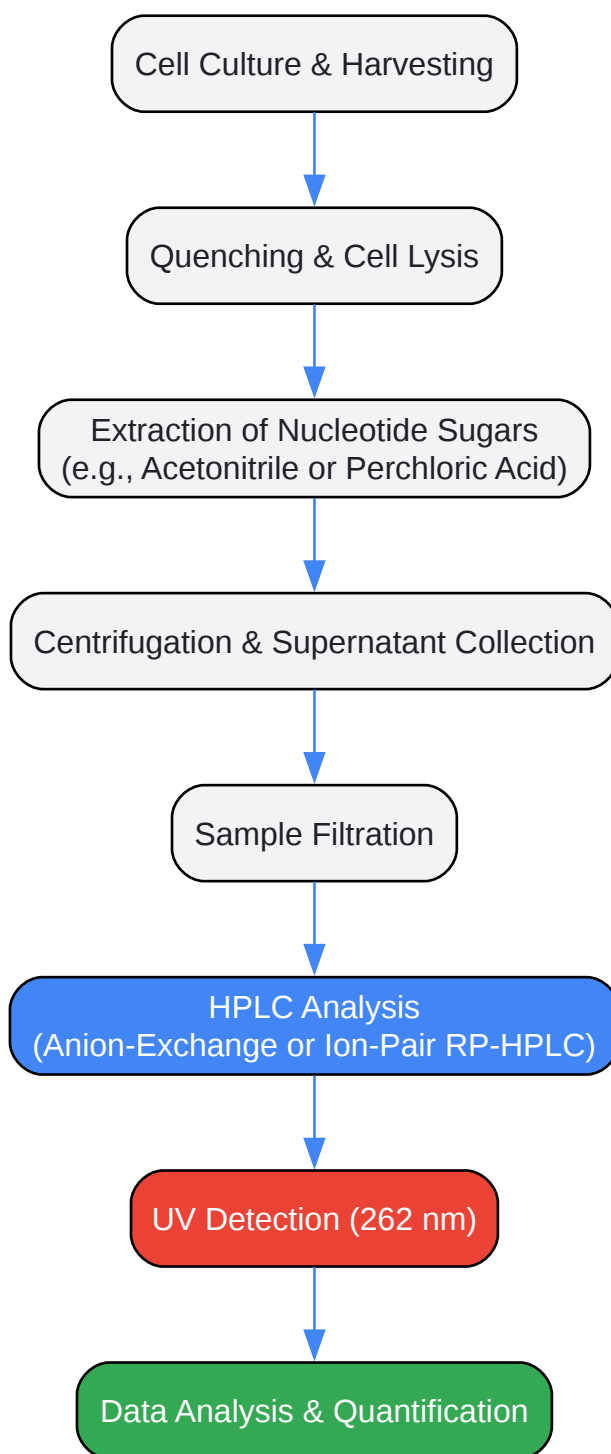 Cell Culture & Harvesting
Quenching & Cell Lysis
Extraction of Nucleotide Sugars
(e.g., Acetonitrile or Perchloric Acid)
Centrifugation & Supernatant Collection
Sample Filtration
HPLC Analysis
(Anion-Exchange or Ion-Pair RP-HPLC)
UV Detection (262 nm)
Data Analysis & Quantification